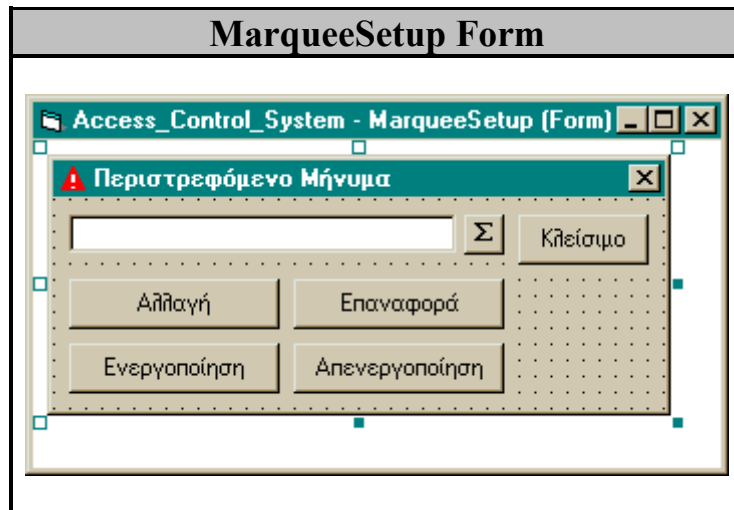 MarqueeSetup Form
Access_Control_System - MarqueeSetup (Form)
Περιστρεφόμενο Μήνυμα
Σ Κλείσιμο
Αλλαγή Επαναφορά
Ενεργοποίηση Απενεργοποίηση